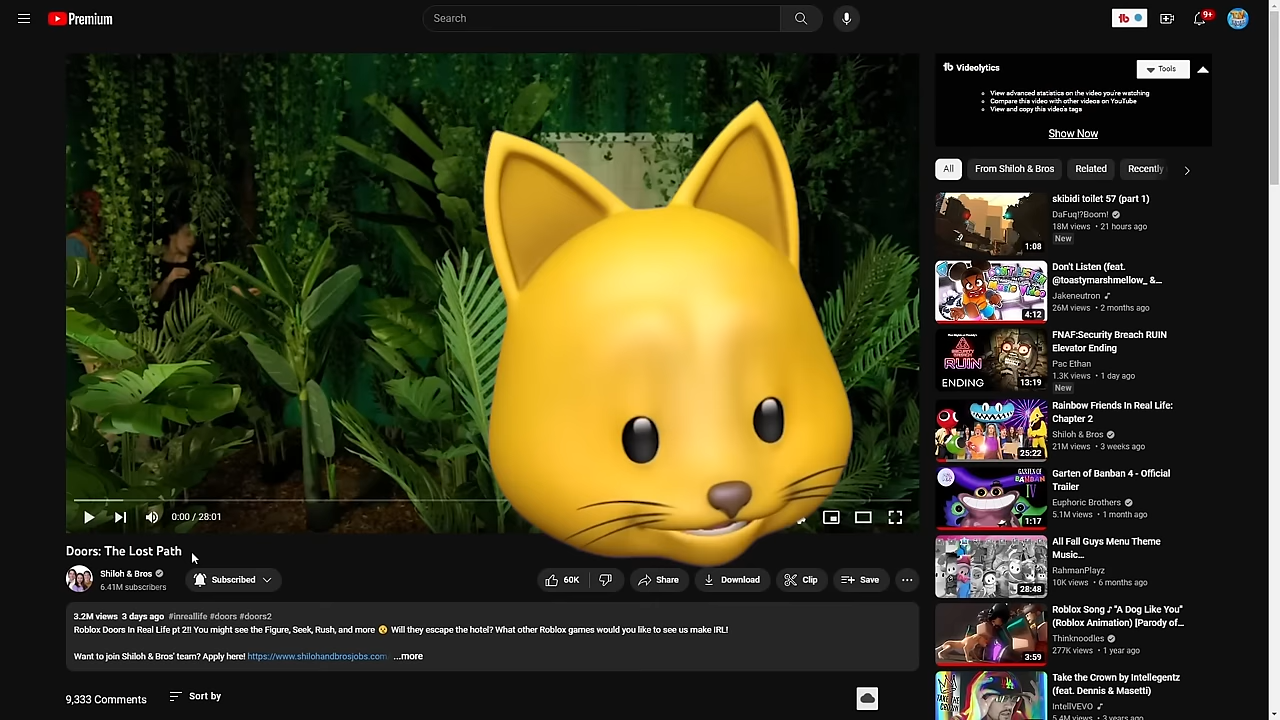 Premium
Search
9+
Videolytics
Tools
View advanced statistics on the video you're watching
Compare this video with other videos on YouTube
View and copy this video's tags
Show Now
All
From Shiloh & Bros
Related
Recently
skibidi toilet 57 (part 1)
DaFuq!?Boom!
18M views • 21 hours ago
New
1:08
Don't Listen (feat.
@toastymarshmellow_ &...
Jakeneutron
26M views • 2 months ago
4:12
FNAF:Security Breach RUIN
Elevator Ending
Pac Ethan
1.3K views • 1 day ago
New
RUIN
ENDING
13:19
Rainbow Friends In Real Life:
Chapter 2
Shiloh & Bros
21M views • 3 weeks ago
25:22
Garten of Banban 4 - Official
Trailer
Euphoric Brothers
5.1M views • 1 month ago
1:17
All Fall Guys Menu Theme
Music...
RahmanPlayz
10K views • 6 months ago
28:48
Roblox Song ♪ "A Dog Like You"
(Roblox Animation) [Parody of...
Thinknoodles
277K views • 1 year ago
3:59
Take the Crown by Intellegentz
(feat. Dennis & Masetti)
IntellVEVO
5.4M views • 3 years ago
0:00 / 28:01
Doors: The Lost Path
Shiloh & Bros
6.41M subscribers
Subscribed
60K
Share
Download
Clip
Save
3.2M views 3 days ago #inreallife #doors #doors2
Roblox Doors In Real Life pt 2!! You might see the Figure, Seek, Rush, and more 😮 Will they escape the hotel? What other Roblox games would you like to see us make IRL!
Want to join Shiloh & Bros' team? Apply here! https://www.shilohandbrosjobs.com/ ...more
9,333 Comments
Sort by